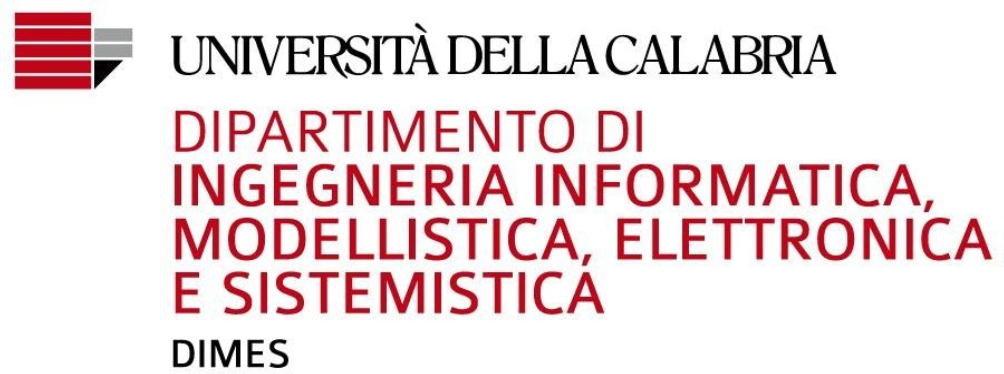 UNIVERSITÀ DELLA CALABRIA
DIPARTIMENTO DI
INGEGNERIA INFORMATICA,
MODELLISTICA, ELETTRONICA
E SISTEMISTICA
DIMES